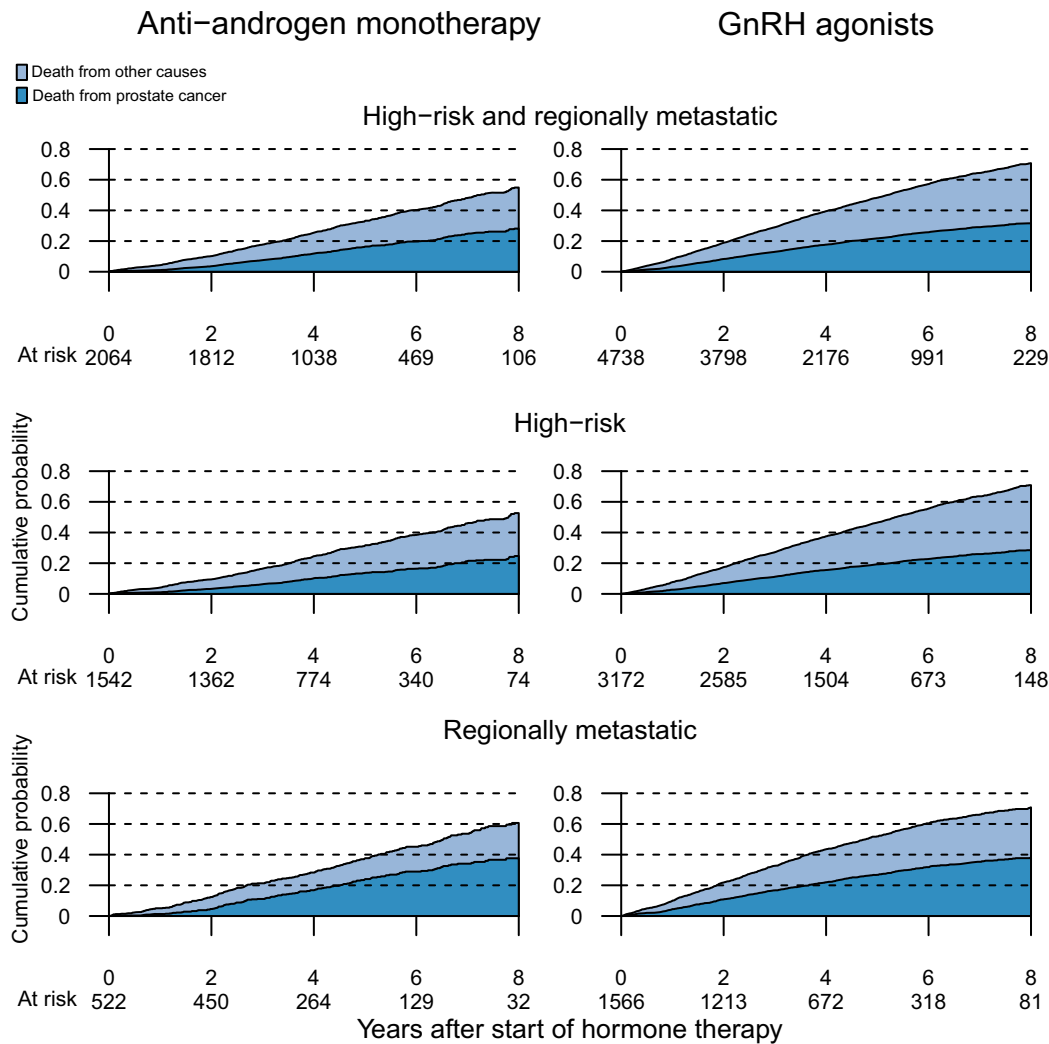 Anti−androgen monotherapy GnRH agonists
Death from other causes
Death from prostate cancer
High−risk and regionally metastatic
0.8 0.8
0.6 0.6
0.4 0.4
0.2 0.2
0 0
0 2 4 6 8 0 2 4 6 8
At risk 2064 1812 1038 469 106 4738 3798 2176 991 229
High−risk
Cumulative probability
0.8 0.8
0.6 0.6
0.4 0.4
0.2 0.2
0 0
0 2 4 6 8 0 2 4 6 8
At risk 1542 1362 774 340 74 3172 2585 1504 673 148
Regionally metastatic
Cumulative probability
0.8 0.8
0.6 0.6
0.4 0.4
0.2 0.2
0 0
0 2 4 6 8 0 2 4 6 8
At risk 522 450 264 129 32 1566 1213 672 318 81
Years after start of hormone therapy